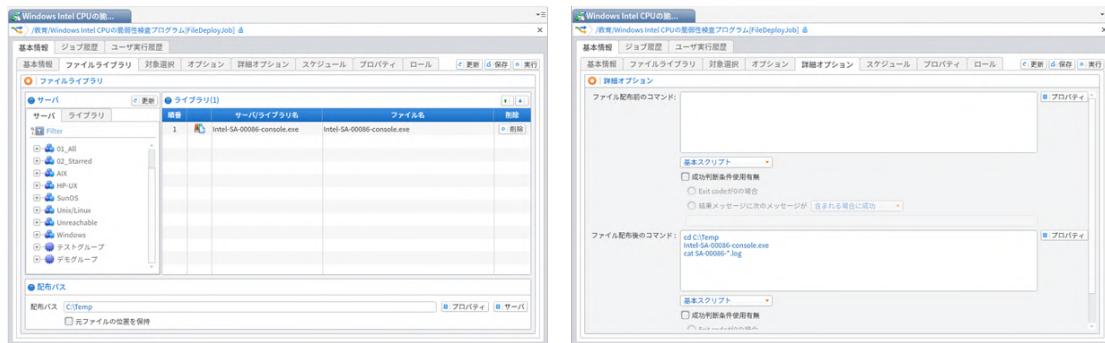 Windows Intel CPUの脆...
/教育/Windows Intel CPUの脆弱性検査プログラム[FileDeployJob]
基本情報 ジョブ履歴 ユーザ実行履歴
基本情報 ファイルライブラリ 対象選択 オプション 詳細オプション スケジュール プロパティ ロール 更新 保存 実行
ファイルライブラリ
サーバ 更新
サーバ ライブラリ
Filter
01_All
02_Starred
AIX
HP-UX
SunOS
Unix/Linux
Unreachable
Windows
テストグループ
デモグループ
ライブラリ(1)
順番 サーバ/ライブラリ名 ファイル名 削除
1 Intel-SA-00086-console.exe Intel-SA-00086-console.exe 削除
配布パス
配布パス C:\Temp プロパティ サーバ
元ファイルの位置を保持
Windows Intel CPUの脆...
/教育/Windows Intel CPUの脆弱性検査プログラム[FileDeployJob]
基本情報 ジョブ履歴 ユーザ実行履歴
基本情報 ファイルライブラリ 対象選択 オプション 詳細オプション スケジュール プロパティ ロール 更新 保存 実行
詳細オプション
ファイル配布前のコマンド: プロパティ
基本スクリプト
成功判断条件使用有無
Exit codeが0の場合
結果メッセージに次のメッセージが 含まれる場合に成功
ファイル配布後のコマンド: プロパティ
cd C:\Temp
Intel-SA-00086-console.exe
cat SA-00086-*.log
基本スクリプト
成功判断条件使用有無
Exit codeが0の場合